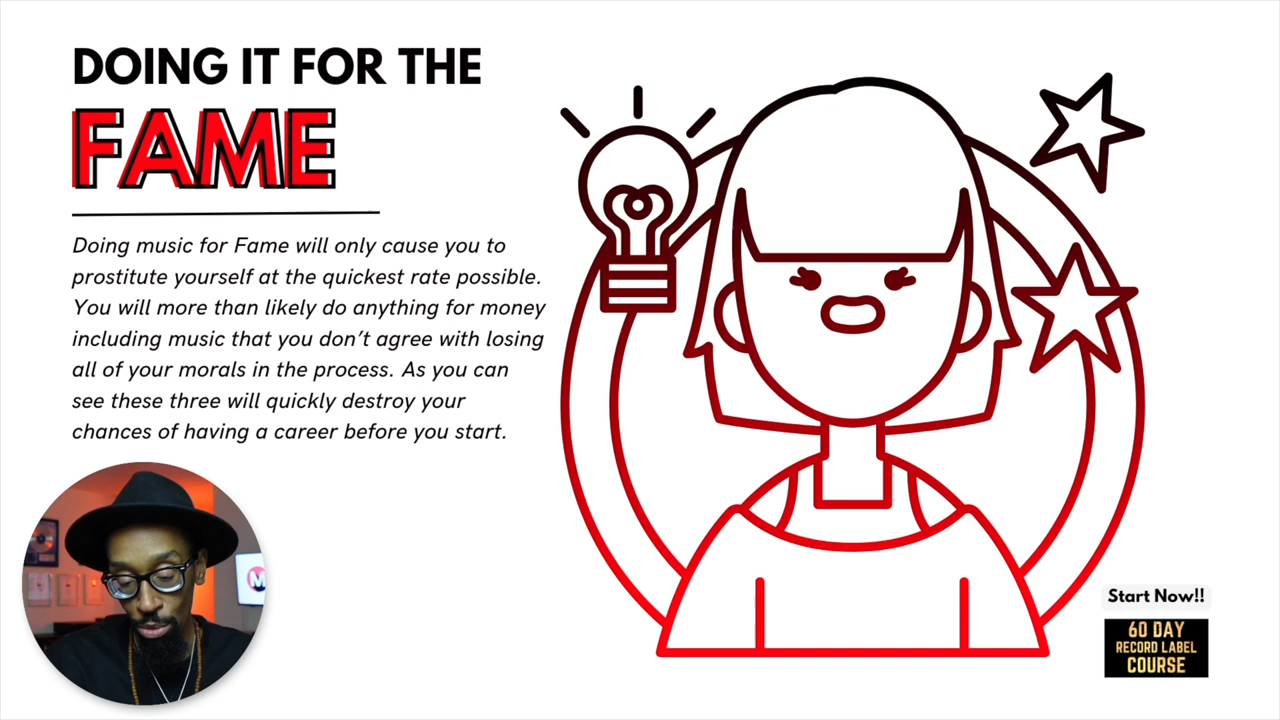 DOING IT FOR THE
FAME
Doing music for Fame will only cause you to
prostitute yourself at the quickest rate possible.
You will more than likely do anything for money
including music that you don’t agree with losing
all of your morals in the process. As you can
see these three will quickly destroy your
chances of having a career before you start.
M
Start Now!!
60 DAY
RECORD LABEL
COURSE